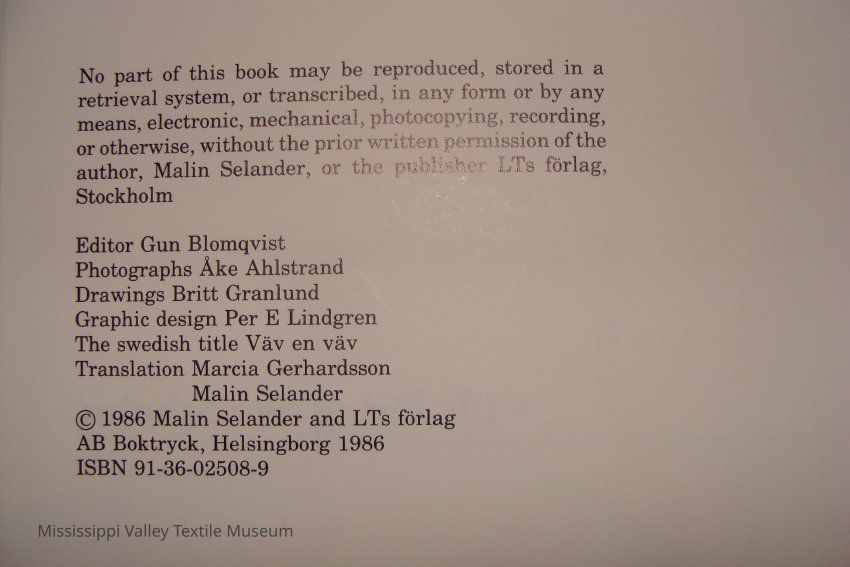 No part of this book may be reproduced, stored in a
retrieval system, or transcribed, in any form or by any
means, electronic, mechanical, photocopying, recording,
or otherwise, without the prior written permission of the
author, Malin Selander, or the publisher LTs förlag,
Stockholm
Editor Gun Blomqvist
Photographs Åke Ahlstrand
Drawings Britt Granlund
Graphic design Per E Lindgren
The swedish title Väv en väv
Translation Marcia Gerhardsson
Malin Selander
© 1986 Malin Selander and LTs förlag
AB Boktryck, Helsingborg 1986
ISBN 91-36-02508-9
Mississippi Valley Textile Museum